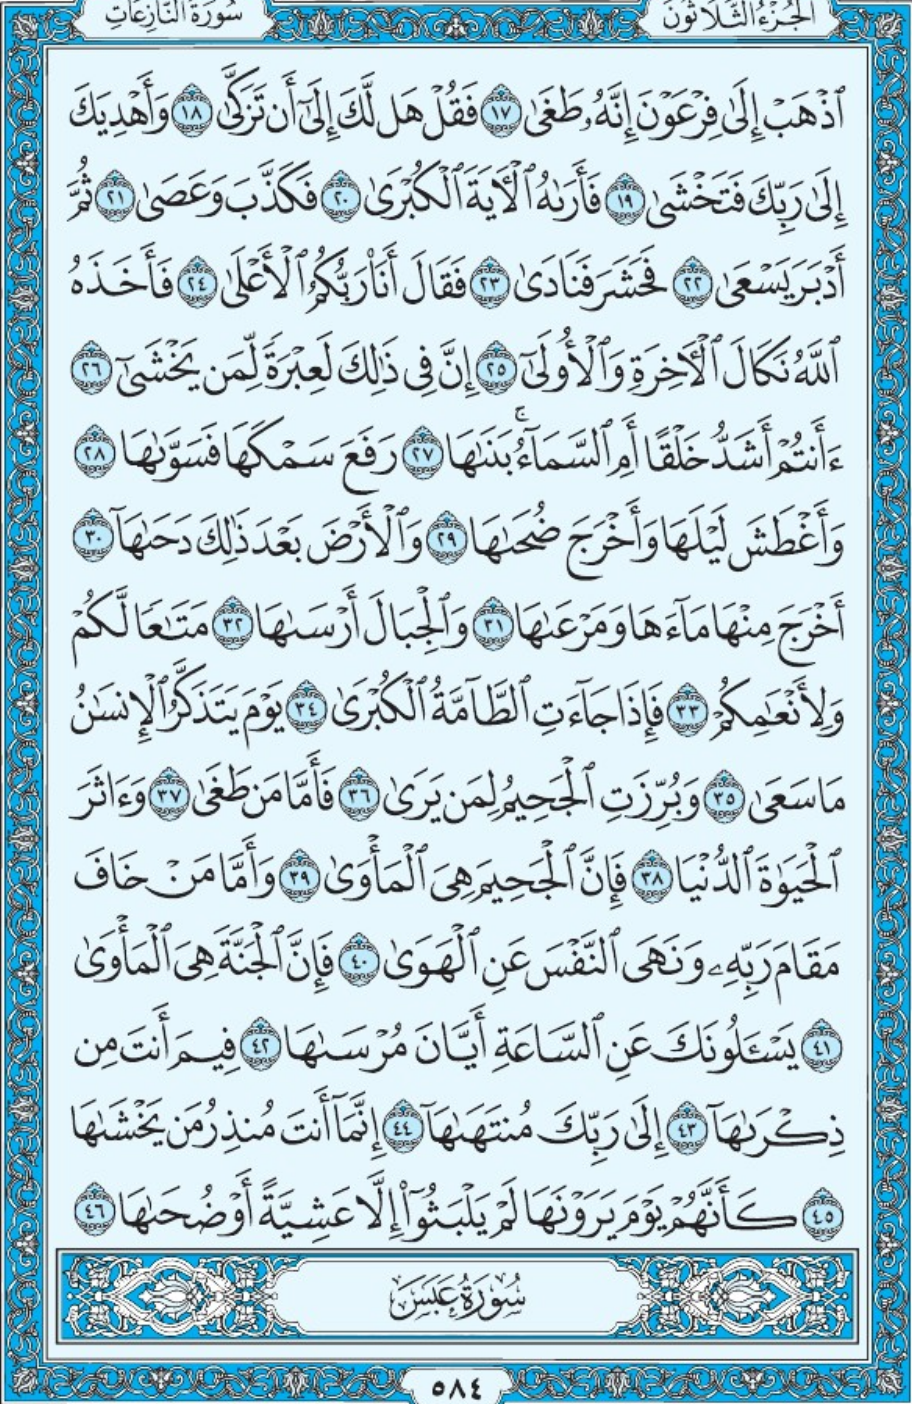 الجُزْءُ الثَّلَاثُونَ سُورَةُ النَّازِعَاتِ
ٱذۡهَبۡ إِلَىٰ فِرۡعَوۡنَ إِنَّهُۥ طَغَىٰ ١٧ فَقُلۡ هَل لَّكَ إِلَىٰٓ أَن تَزَكَّىٰ ١٨ وَأَهۡدِيَكَ
إِلَىٰ رَبِّكَ فَتَخۡشَىٰ ١٩ فَأَرَىٰهُ ٱلۡأٓيَةَ ٱلۡكُبۡرَىٰ ٢٠ فَكَذَّبَ وَعَصَىٰ ٢١ ثُمَّ
أَدۡبَرَ يَسۡعَىٰ ٢٢ فَحَشَرَ فَنَادَىٰ ٢٣ فَقَالَ أَنَا۠ رَبُّكُمُ ٱلۡأَعۡلَىٰ ٢٤ فَأَخَذَهُ
ٱللَّهُ نَكَالَ ٱلۡأٓخِرَةِ وَٱلۡأُولَىٰٓ ٢٥ إِنَّ فِي ذَٰلِكَ لَعِبۡرَةٗ لِّمَن يَخۡشَىٰٓ ٢٦
ءَأَنتُمۡ أَشَدُّ خَلۡقًا أَمِ ٱلسَّمَآءُۚ بَنَىٰهَا ٢٧ رَفَعَ سَمۡكَهَا فَسَوَّىٰهَا ٢٨
وَأَغۡطَشَ لَيۡلَهَا وَأَخۡرَجَ ضُحَىٰهَا ٢٩ وَٱلۡأَرۡضَ بَعۡدَ ذَٰلِكَ دَحَىٰهَآ ٣٠
أَخۡرَجَ مِنۡهَا مَآءَهَا وَمَرۡعَىٰهَا ٣١ وَٱلۡجِبَالَ أَرۡسَىٰهَا ٣٢ مَتَٰعٗا لَّكُمۡ
وَلِأَنۡعَٰمِكُمۡ ٣٣ فَإِذَا جَآءَتِ ٱلطَّآمَّةُ ٱلۡكُبۡرَىٰ ٣٤ يَوۡمَ يَتَذَكَّرُ ٱلۡإِنسَٰنُ
مَا سَعَىٰ ٣٥ وَبُرِّزَتِ ٱلۡجَحِيمُ لِمَن يَرَىٰ ٣٦ فَأَمَّا مَن طَغَىٰ ٣٧ وَءَاثَرَ
ٱلۡحَيَوٰةَ ٱلدُّنۡيَا ٣٨ فَإِنَّ ٱلۡجَحِيمَ هِيَ ٱلۡمَأۡوَىٰ ٣٩ وَأَمَّا مَنۡ خَافَ
مَقَامَ رَبِّهِۦ وَنَهَى ٱلنَّفۡسَ عَنِ ٱلۡهَوَىٰ ٤٠ فَإِنَّ ٱلۡجَنَّةَ هِيَ ٱلۡمَأۡوَىٰ
٤١ يَسۡـَٔلُونَكَ عَنِ ٱلسَّاعَةِ أَيَّانَ مُرۡسَىٰهَا ٤٢ فِيمَ أَنتَ مِن
ذِكۡرَىٰهَآ ٤٣ إِلَىٰ رَبِّكَ مُنتَهَىٰهَآ ٤٤ إِنَّمَآ أَنتَ مُنذِرُ مَن يَخۡشَىٰهَا
٤٥ كَأَنَّهُمۡ يَوۡمَ يَرَوۡنَهَا لَمۡ يَلۡبَثُوٓاْ إِلَّا عَشِيَّةً أَوۡ ضُحَىٰهَا ٤٦
سُورَةُ عَبَسَ
٥٨٤